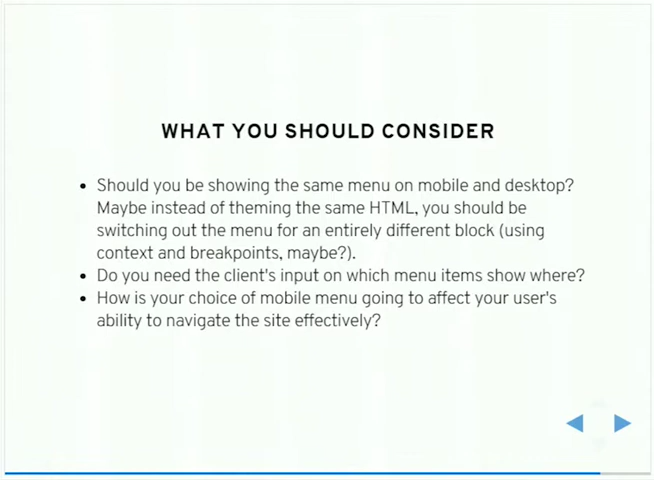 WHAT YOU SHOULD CONSIDER
• Should you be showing the same menu on mobile and desktop?
Maybe instead of theming the same HTML, you should be
switching out the menu for an entirely different block (using
context and breakpoints, maybe?).
• Do you need the client's input on which menu items show where?
• How is your choice of mobile menu going to affect your user's
ability to navigate the site effectively?